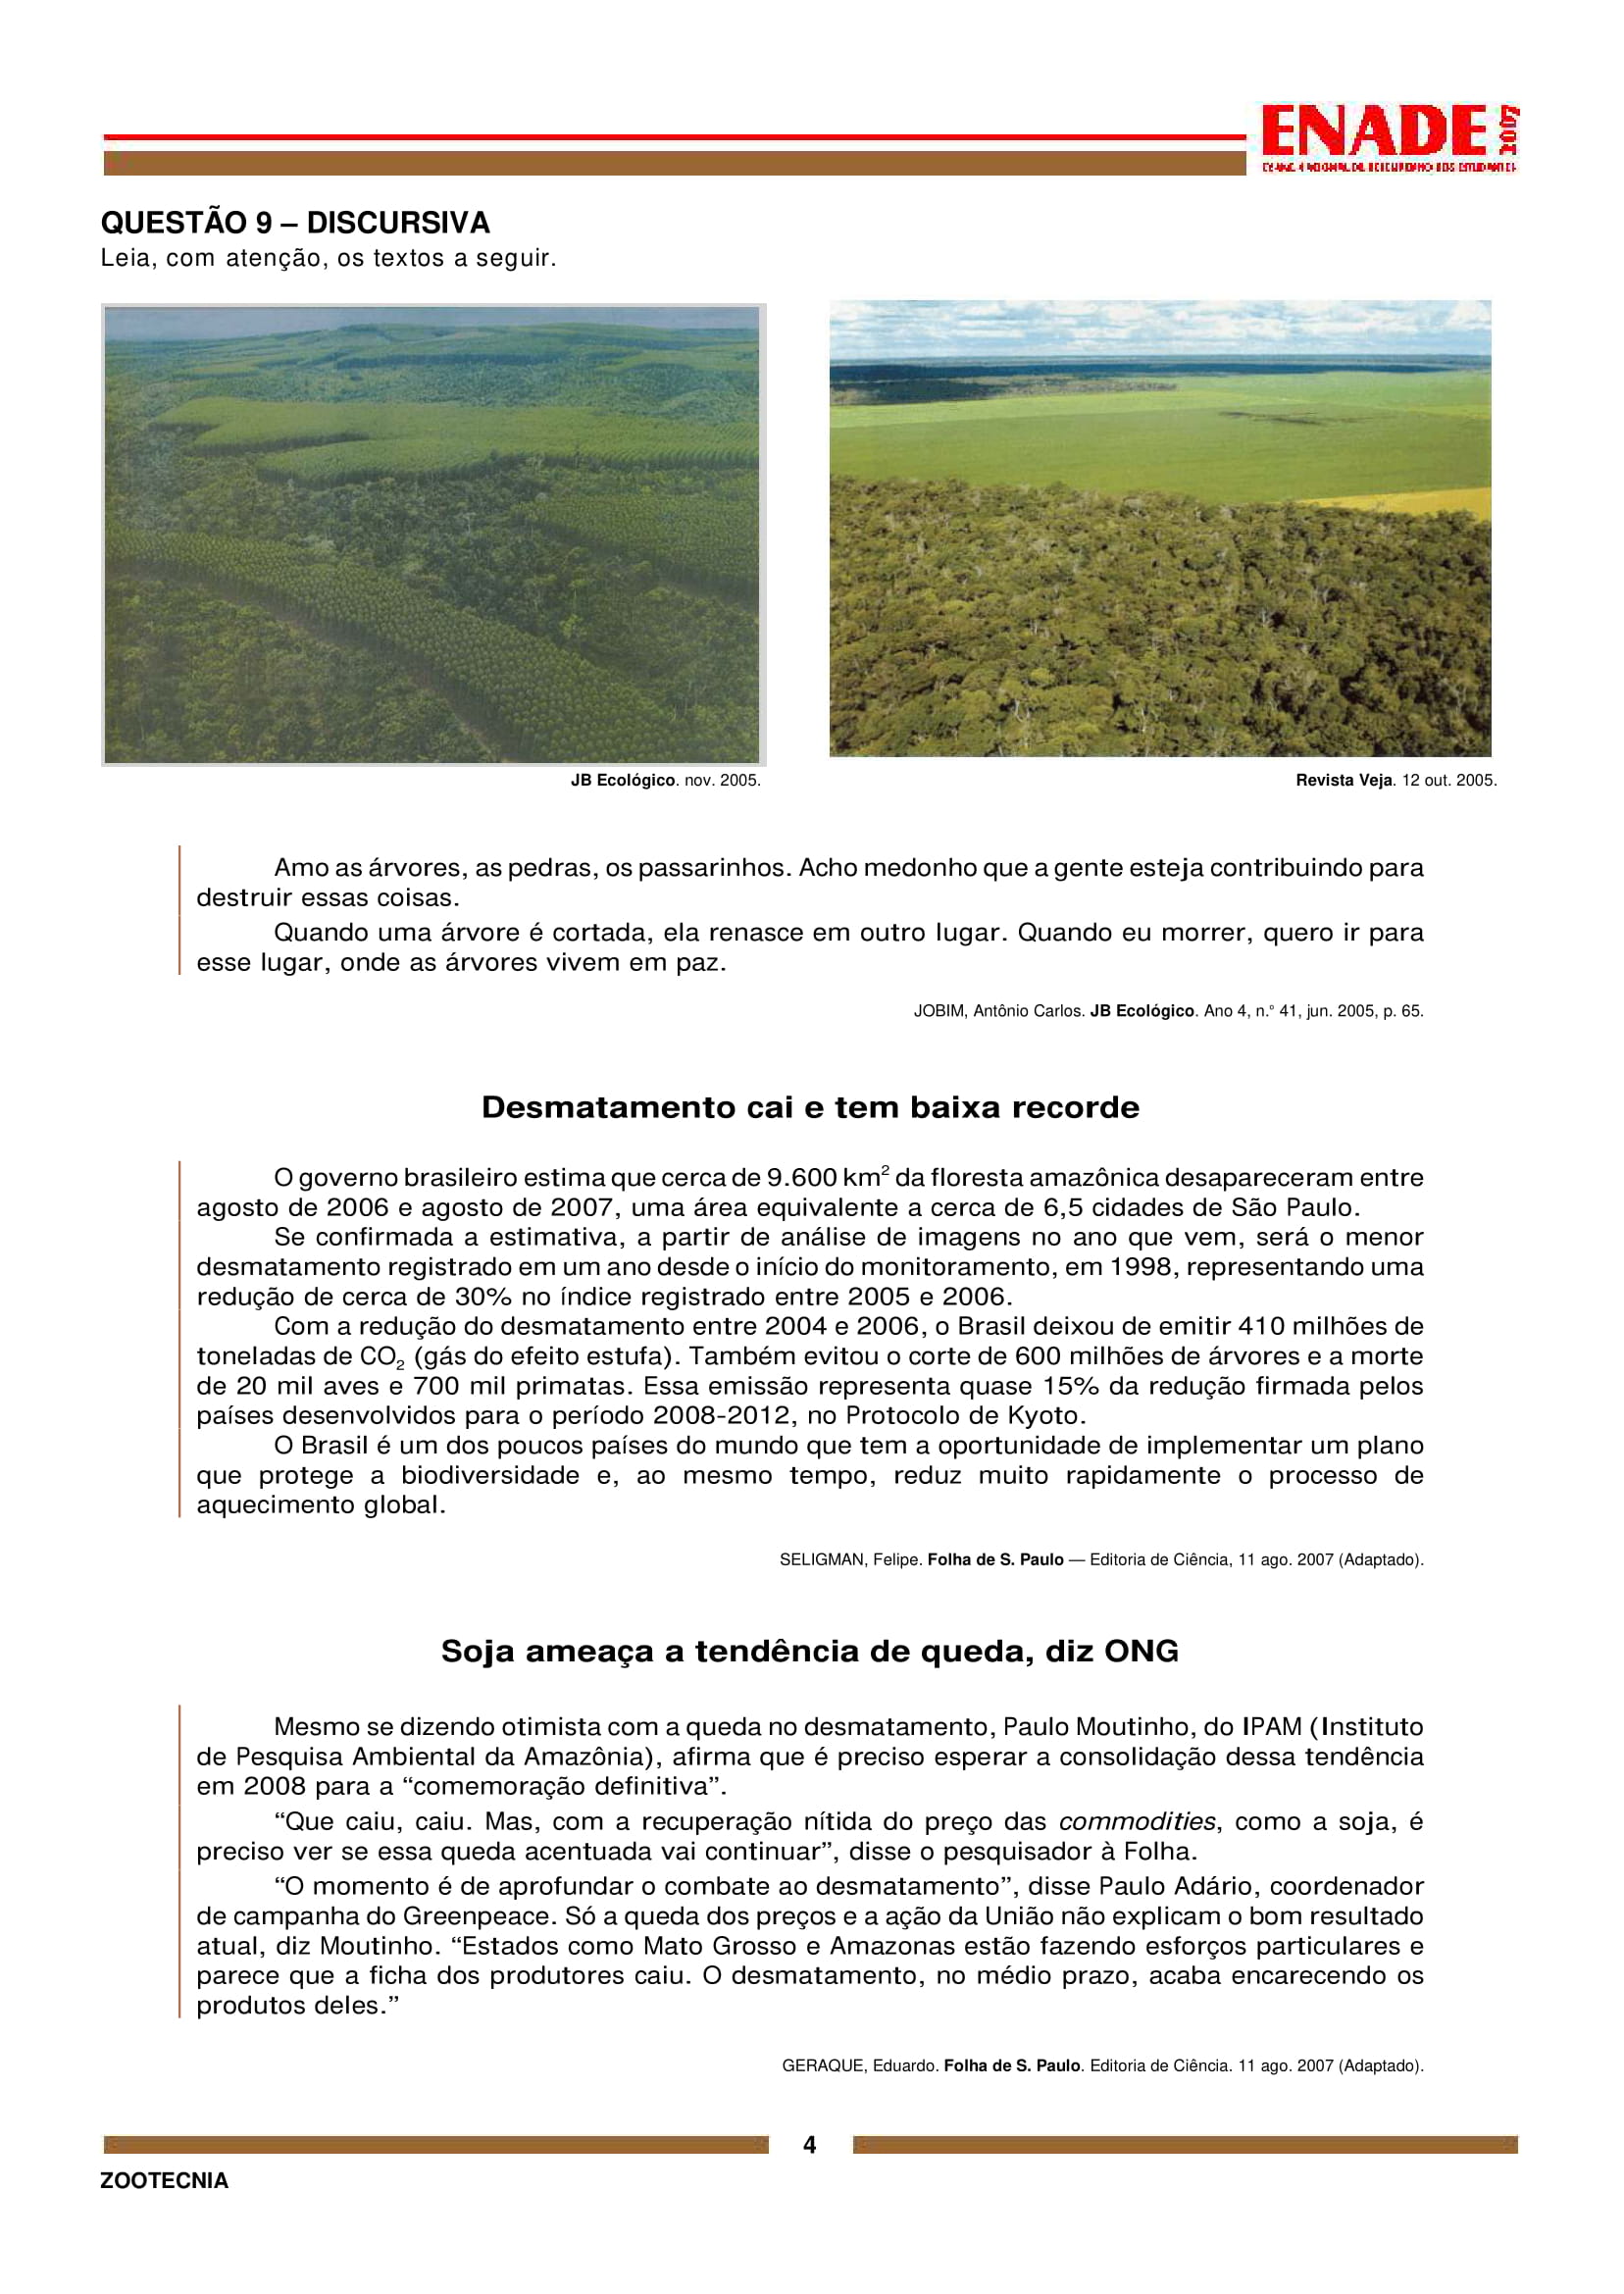 ENADE 2007
EXAME NACIONAL DE DESEMPENHO DOS ESTUDANTES
QUESTÃO 9 – DISCURSIVA
Leia, com atenção, os textos a seguir.
JB Ecológico. nov. 2005.
Revista Veja. 12 out. 2005.
Amo as árvores, as pedras, os passarinhos. Acho medonho que a gente esteja contribuindo para
destruir essas coisas.
Quando uma árvore é cortada, ela renasce em outro lugar. Quando eu morrer, quero ir para
esse lugar, onde as árvores vivem em paz.
JOBIM, Antônio Carlos. JB Ecológico. Ano 4, n.° 41, jun. 2005, p. 65.
Desmatamento cai e tem baixa recorde
O governo brasileiro estima que cerca de 9.600 km² da floresta amazônica desapareceram entre
agosto de 2006 e agosto de 2007, uma área equivalente a cerca de 6,5 cidades de São Paulo.
Se confirmada a estimativa, a partir de análise de imagens no ano que vem, será o menor
desmatamento registrado em um ano desde o início do monitoramento, em 1998, representando uma
redução de cerca de 30% no índice registrado entre 2005 e 2006.
Com a redução do desmatamento entre 2004 e 2006, o Brasil deixou de emitir 410 milhões de
toneladas de CO₂ (gás do efeito estufa). Também evitou o corte de 600 milhões de árvores e a morte
de 20 mil aves e 700 mil primatas. Essa emissão representa quase 15% da redução firmada pelos
países desenvolvidos para o período 2008-2012, no Protocolo de Kyoto.
O Brasil é um dos poucos países do mundo que tem a oportunidade de implementar um plano
que protege a biodiversidade e, ao mesmo tempo, reduz muito rapidamente o processo de
aquecimento global.
SELIGMAN, Felipe. Folha de S. Paulo — Editoria de Ciência, 11 ago. 2007 (Adaptado).
Soja ameaça a tendência de queda, diz ONG
Mesmo se dizendo otimista com a queda no desmatamento, Paulo Moutinho, do IPAM (Instituto
de Pesquisa Ambiental da Amazônia), afirma que é preciso esperar a consolidação dessa tendência
em 2008 para a “comemoração definitiva”.
“Que caiu, caiu. Mas, com a recuperação nítida do preço das commodities, como a soja, é
preciso ver se essa queda acentuada vai continuar”, disse o pesquisador à Folha.
“O momento é de aprofundar o combate ao desmatamento”, disse Paulo Adário, coordenador
de campanha do Greenpeace. Só a queda dos preços e a ação da União não explicam o bom resultado
atual, diz Moutinho. “Estados como Mato Grosso e Amazonas estão fazendo esforços particulares e
parece que a ficha dos produtores caiu. O desmatamento, no médio prazo, acaba encarecendo os
produtos deles.”
GERAQUE, Eduardo. Folha de S. Paulo. Editoria de Ciência. 11 ago. 2007 (Adaptado).
4
ZOOTECNIA